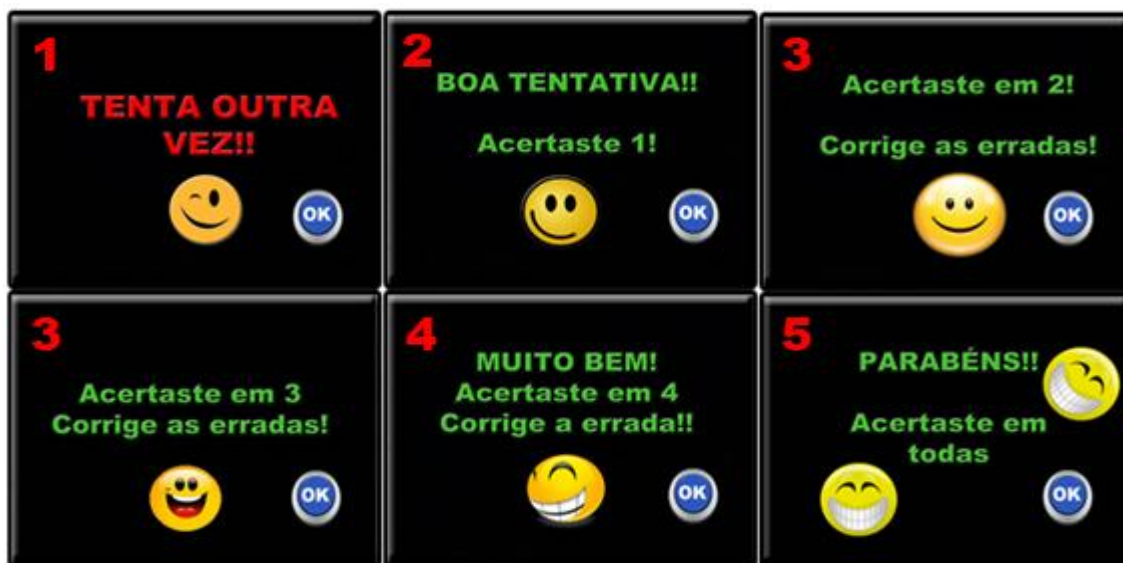 1
TENTA OUTRA
VEZ!!
OK
2
BOA TENTATIVA!!
Acertaste 1!
OK
3
Acertaste em 2!
Corrige as erradas!
OK
3
Acertaste em 3
Corrige as erradas!
OK
4
MUITO BEM!
Acertaste em 4
Corrige a errada!!
OK
5
PARABÉNS!!
Acertaste em
todas
OK